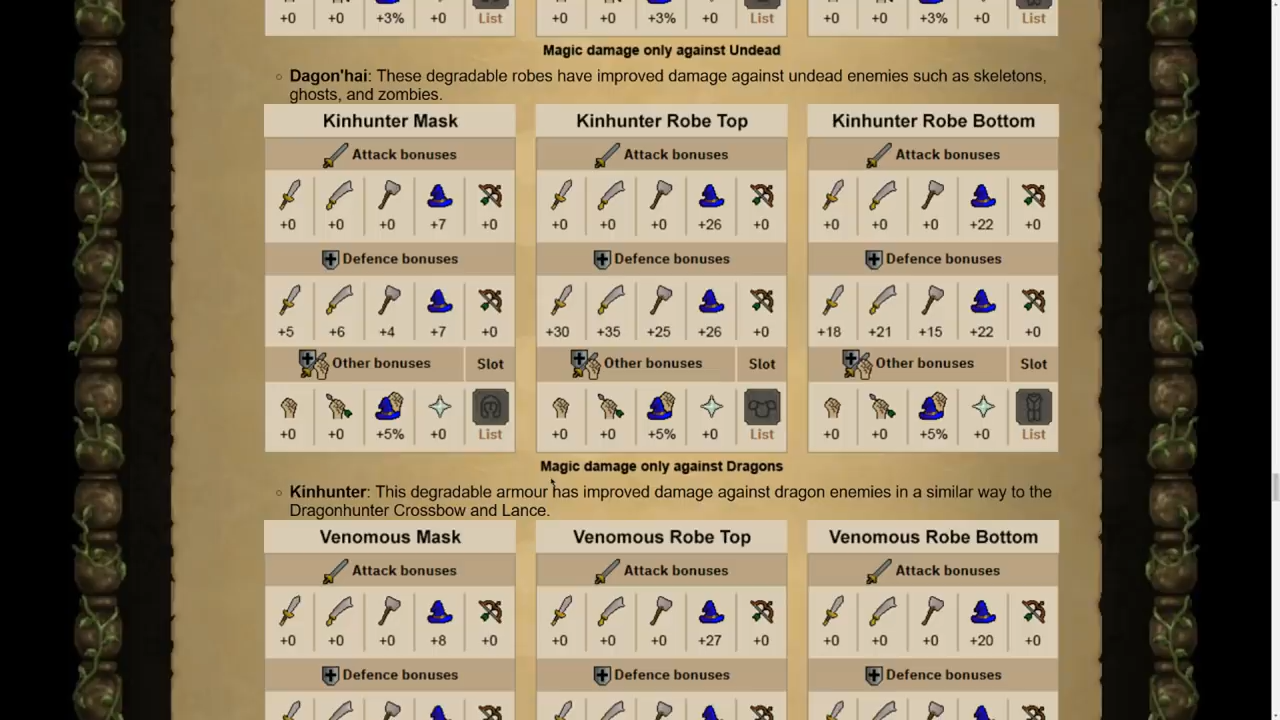 +0 +0 +3% +0 List +0 +0 +3% +0 List +0 +0 +3% +0 List
Magic damage only against Undead
◦ Dagon'hai: These degradable robes have improved damage against undead enemies such as skeletons,
ghosts, and zombies.
Kinhunter Mask Kinhunter Robe Top Kinhunter Robe Bottom
Attack bonuses Attack bonuses Attack bonuses
+0 +0 +0 +7 +0 +0 +0 +0 +26 +0 +0 +0 +0 +22 +0
Defence bonuses Defence bonuses Defence bonuses
+5 +6 +4 +7 +0 +30 +35 +25 +26 +0 +18 +21 +15 +22 +0
Other bonuses Slot Other bonuses Slot Other bonuses Slot
+0 +0 +5% +0 List +0 +0 +5% +0 List +0 +0 +5% +0 List
Magic damage only against Dragons
◦ Kinhunter: This degradable armour has improved damage against dragon enemies in a similar way to the
Dragonhunter Crossbow and Lance.
Venomous Mask Venomous Robe Top Venomous Robe Bottom
Attack bonuses Attack bonuses Attack bonuses
+0 +0 +0 +8 +0 +0 +0 +0 +27 +0 +0 +0 +0 +20 +0
Defence bonuses Defence bonuses Defence bonuses